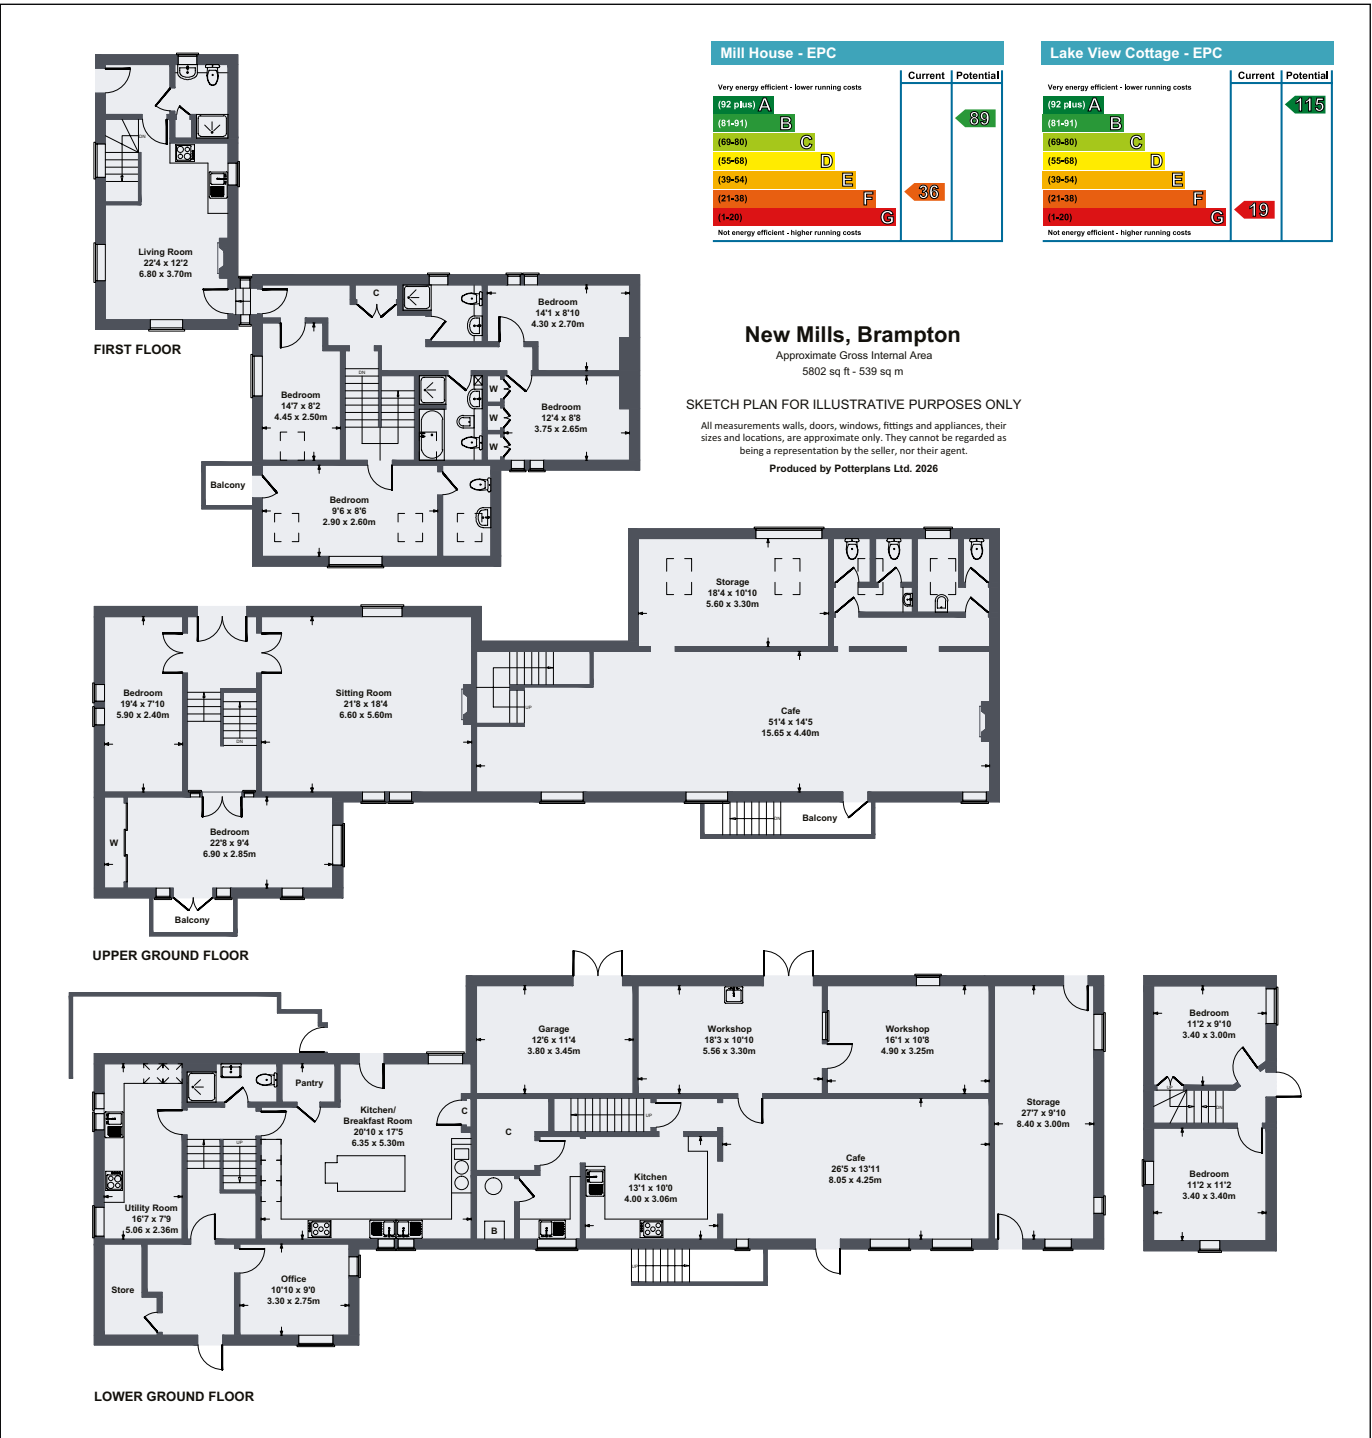 Mill House - EPC
Current Potential
Very energy efficient - lower running costs
(92 plus) A
(81-91) B
(69-80) C
(55-68) D
(39-54) E
(21-38) F
(1-20) G
89
36
Not energy efficient - higher running costs
Lake View Cottage - EPC
Current Potential
Very energy efficient - lower running costs
(92 plus) A
(81-91) B
(69-80) C
(55-68) D
(39-54) E
(21-38) F
(1-20) G
115
19
Not energy efficient - higher running costs
New Mills, Brampton
Approximate Gross Internal Area
5802 sq ft - 539 sq m
SKETCH PLAN FOR ILLUSTRATIVE PURPOSES ONLY
All measurements walls, doors, windows, fittings and appliances, their
sizes and locations, are approximate only. They cannot be regarded as
being a representation by the seller, nor their agent.
Produced by Potterplans Ltd. 2026
DN
Living Room
22'4 x 12'2
6.80 x 3.70m
FIRST FLOOR
C
Bedroom
14'1 x 8'10
4.30 x 2.70m
DN
Bedroom
14'7 x 8'2
4.45 x 2.50m
W
W
W
Bedroom
12'4 x 8'8
3.75 x 2.65m
Balcony
Bedroom
9'6 x 8'6
2.90 x 2.60m
Storage
18'4 x 10'10
5.60 x 3.30m
Bedroom
19'4 x 7'10
5.90 x 2.40m
DN
Sitting Room
21'8 x 18'4
6.60 x 5.60m
UP
Cafe
51'4 x 14'5
15.65 x 4.40m
DN
Balcony
W
Bedroom
22'8 x 9'4
6.90 x 2.85m
Balcony
UPPER GROUND FLOOR
Garage
12'6 x 11'4
3.80 x 3.45m
Workshop
18'3 x 10'10
5.56 x 3.30m
Workshop
16'1 x 10'8
4.90 x 3.25m
Storage
27'7 x 9'10
8.40 x 3.00m
Bedroom
11'2 x 9'10
3.40 x 3.00m
UP
DN
Bedroom
11'2 x 11'2
3.40 x 3.40m
Pantry
Kitchen/
Breakfast Room
20'10 x 17'5
6.35 x 5.30m
C
C
UP
UP
Kitchen
13'1 x 10'0
4.00 x 3.06m
Cafe
26'5 x 13'11
8.05 x 4.25m
Utility Room
16'7 x 7'9
5.06 x 2.36m
B
UP
Store
Office
10'10 x 9'0
3.30 x 2.75m
LOWER GROUND FLOOR